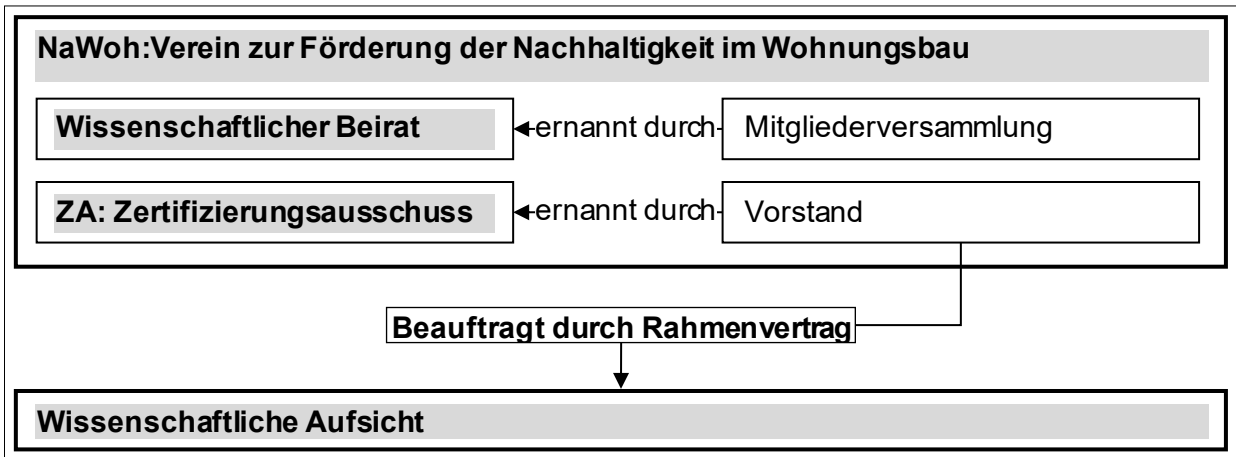 NaWoh:Verein zur Förderung der Nachhaltigkeit im Wohnungsbau
Wissenschaftlicher Beirat
ernannt durch
Mitgliederversammlung
ZA: Zertifizierungsausschuss
ernannt durch
Vorstand
Beauftragt durch Rahmenvertrag
Wissenschaftliche Aufsicht